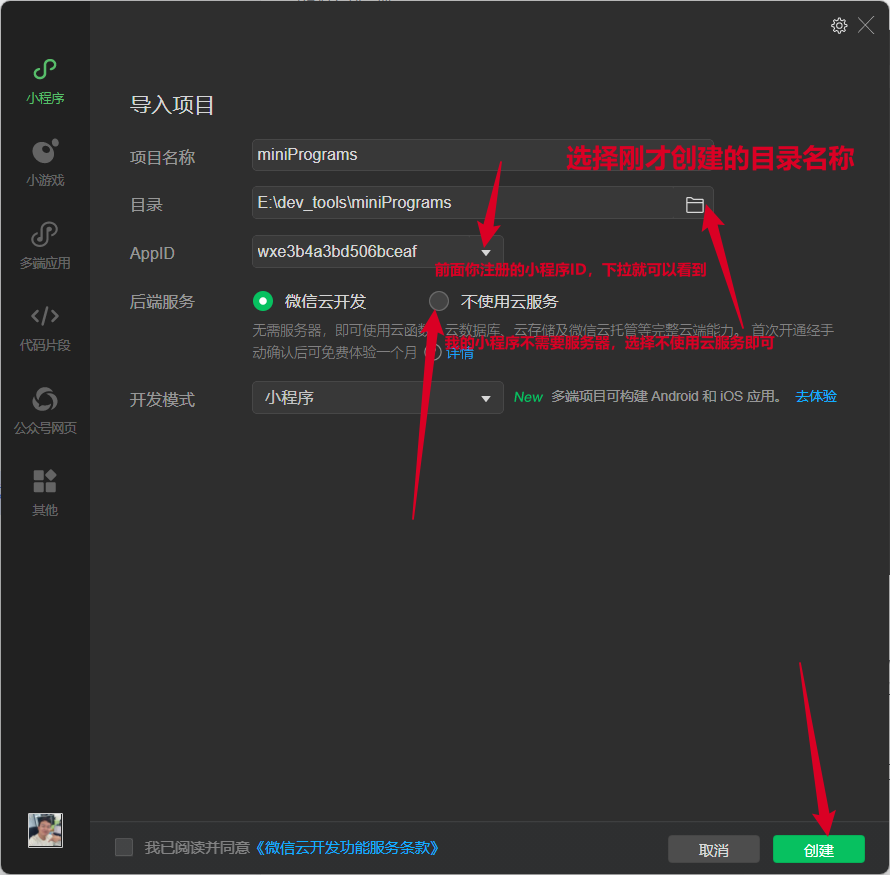 小程序
小游戏
多端应用
代码片段
公众号网页
其他
导入项目
项目名称
miniPrograms
选择刚才创建的目录名称
目录
E:\dev_tools\miniPrograms
AppID
wxe3b4a3bd506bceaf
前面你注册的小程序ID，下拉就可以看到
后端服务
微信云开发
不使用云服务
无需服务器，即可使用云函数、云数据库、云存储及微信云托管等完整云端能力。首次开通经手
动确认后可免费体验一个月
详情
我的小程序不需要服务器，选择不使用云服务即可
开发模式
小程序
New 多端项目可构建 Android 和 iOS 应用。 去体验
我已阅读并同意《微信云开发功能服务条款》
取消
创建